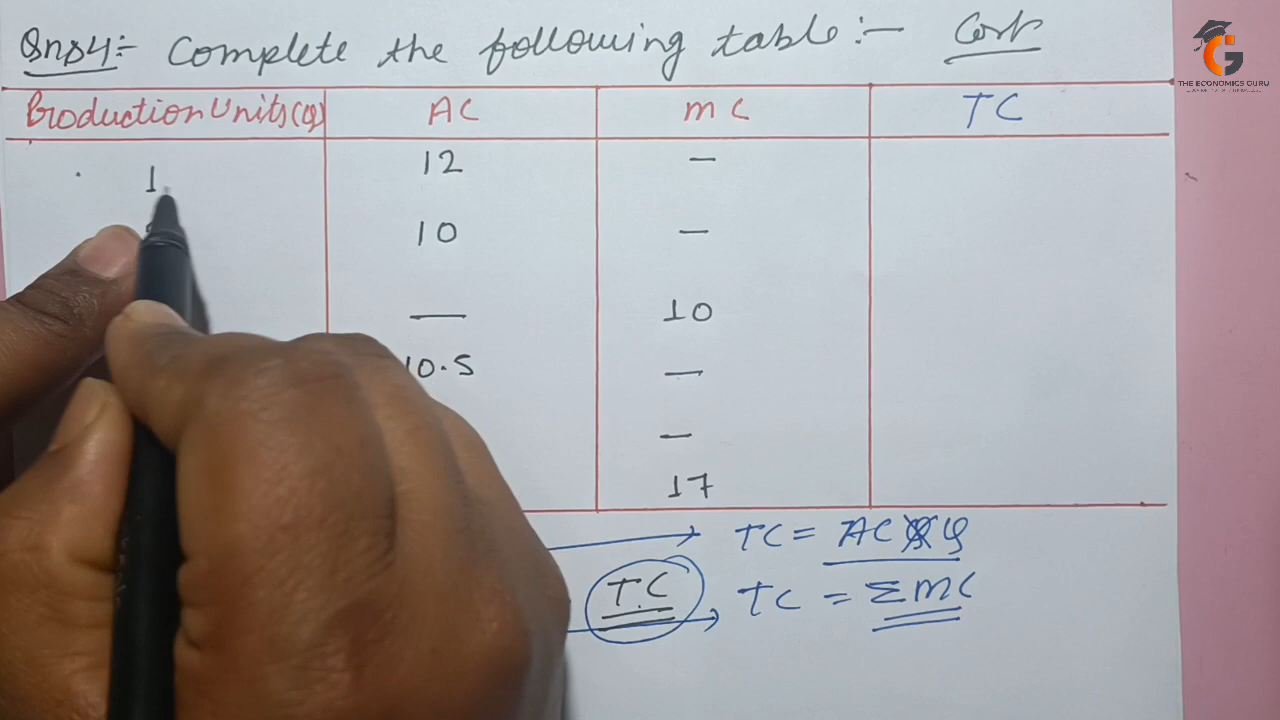 Qns4:- Complete the following table:- Cost
THE ECONOMICS GURU
Production Units(Q) AC MC TC
1 12 –
10 –
— 10
10.5 –
–
17
TC = AC X Q
T.C TC = ΣMC